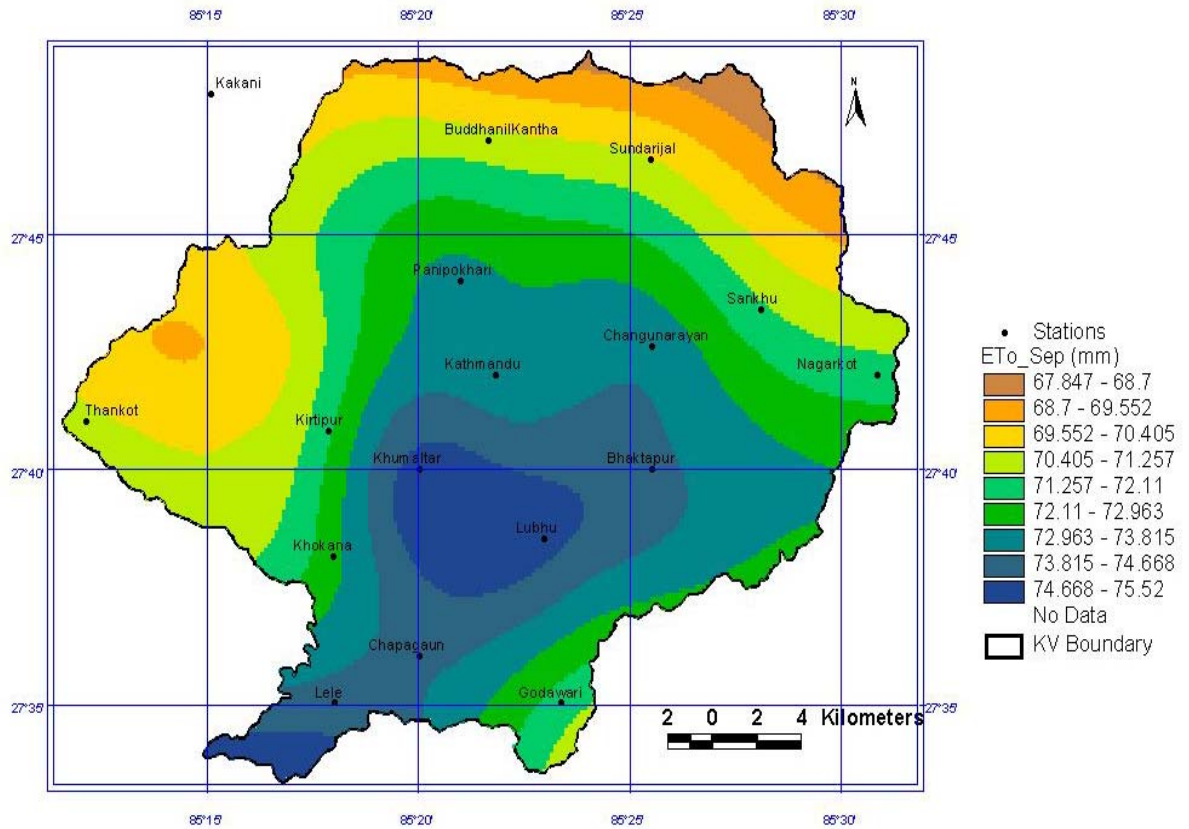 85°15' 85°20' 85°25' 85°30'
Kakani
N
BuddhanilKantha
Sundarijal
27°45' 27°45'
Panipokhari
Sankhu
Changunarayan
Kathmandu
Nagarkot
Thankot
Kirtipur
Khumaltar
Bhaktapur
27°40' 27°40'
Lubhu
Khokana
Chapagaun
Lele
Godawari
27°35' 27°35'
2 0 2 4 Kilometers
85°15' 85°20' 85°25' 85°30'
Stations
ETo_Sep (mm)
67.847 - 68.7
68.7 - 69.552
69.552 - 70.405
70.405 - 71.257
71.257 - 72.11
72.11 - 72.963
72.963 - 73.815
73.815 - 74.668
74.668 - 75.52
No Data
KV Boundary